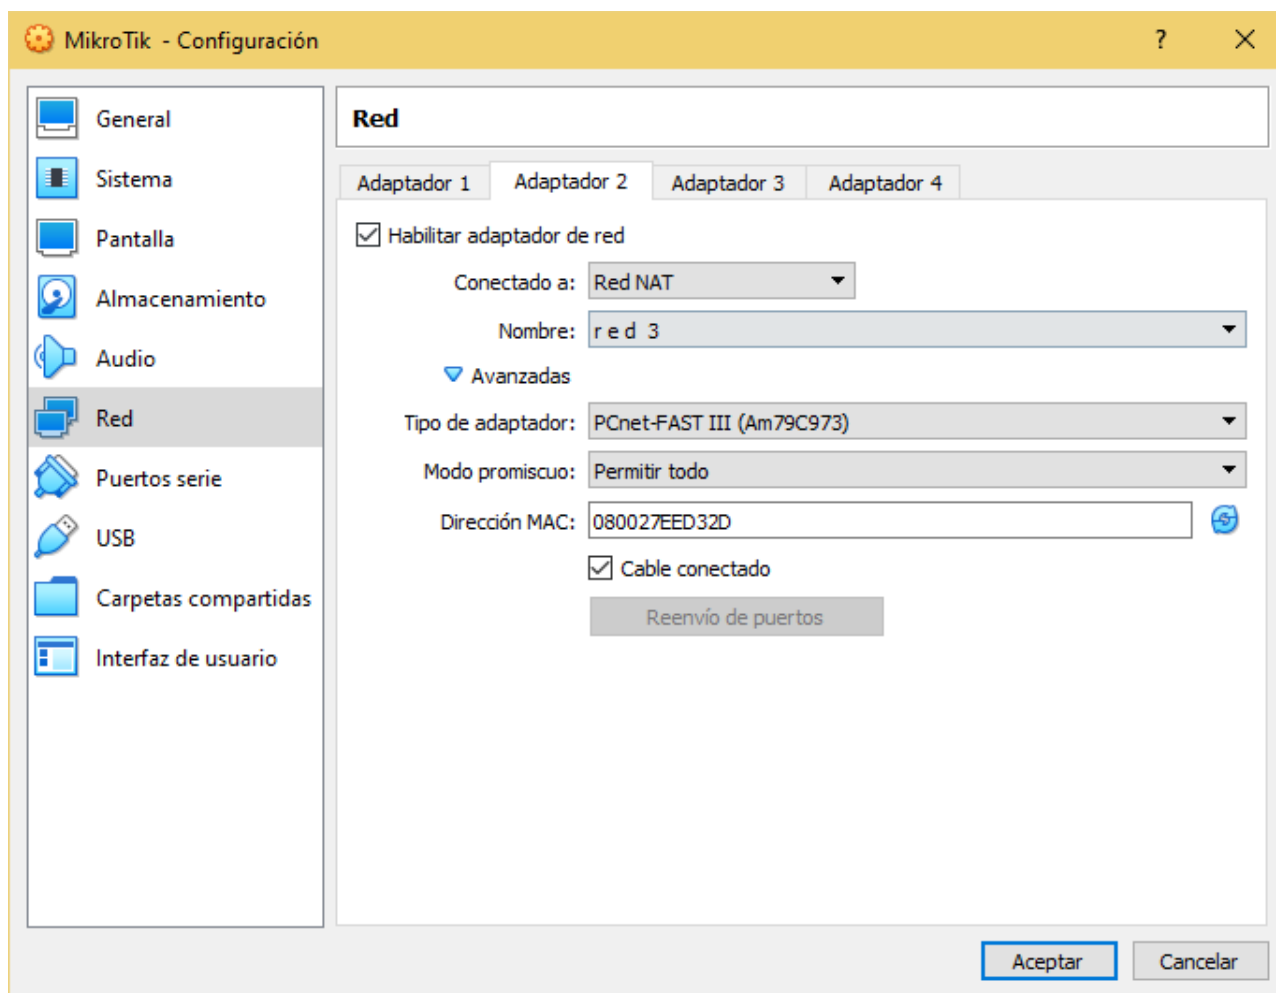 MikroTik - Configuración
?
General
Sistema
Pantalla
Almacenamiento
Audio
Red
Puertos serie
USB
Carpetas compartidas
Interfaz de usuario
Red
Adaptador 1 Adaptador 2 Adaptador 3 Adaptador 4
Habilitar adaptador de red
Conectado a: Red NAT
Nombre: r e d 3
Avanzadas
Tipo de adaptador: PCnet-FAST III (Am79C973)
Modo promiscuo: Permitir todo
Dirección MAC: 080027EED32D
Cable conectado
Reenvío de puertos
Aceptar Cancelar